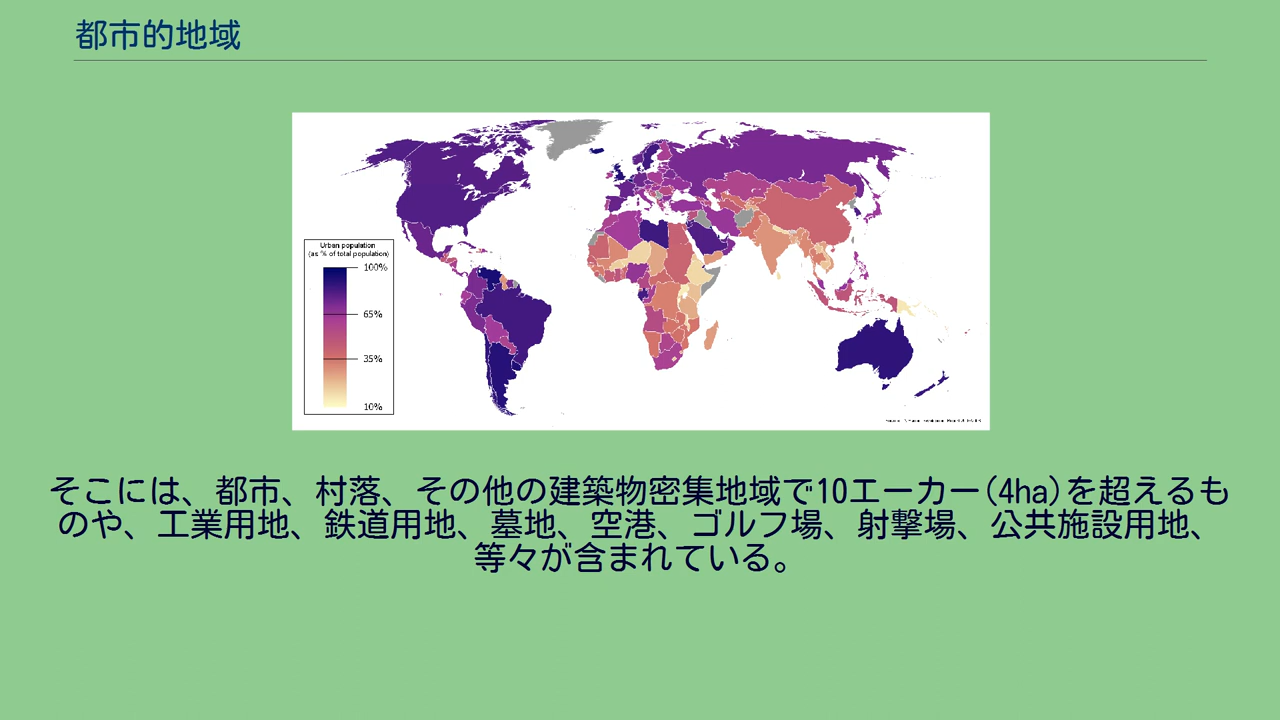 都市的地域
Urban population
(as % of total population)
100%
65%
35%
10%
そこには、都市、村落、その他の建築物密集地域で10エーカー(4ha)を超えるも
のや、工業用地、鉄道用地、墓地、空港、ゴルフ場、射撃場、公共施設用地、
等々が含まれている。